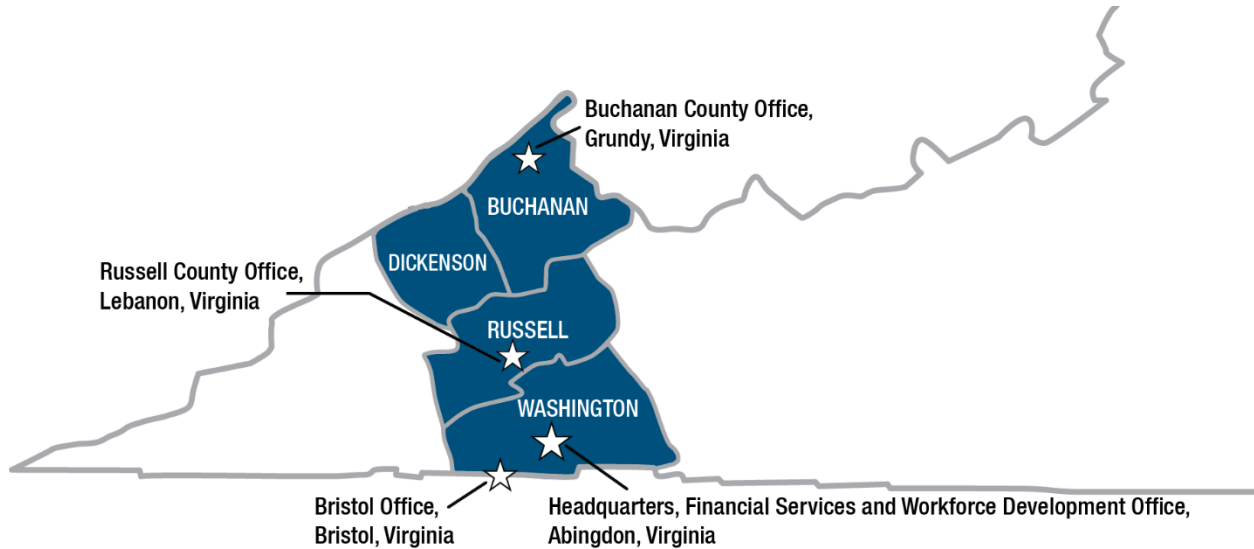 Buchanan County Office,
Grundy, Virginia
BUCHANAN
DICKENSON
Russell County Office,
Lebanon, Virginia
RUSSELL
WASHINGTON
Bristol Office,
Bristol, Virginia
Headquarters, Financial Services and Workforce Development Office,
Abingdon, Virginia